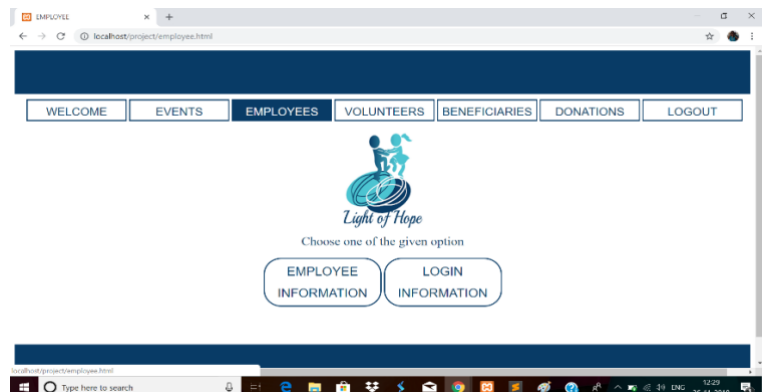 EMPLOYEE
localhost/project/employee.html
WELCOME EVENTS EMPLOYEES VOLUNTEERS BENEFICIARIES DONATIONS LOGOUT
Light of Hope
Choose one of the given option
EMPLOYEE
INFORMATION
LOGIN
INFORMATION
localhost/project/employee.html
Type here to search
ENG
12:29